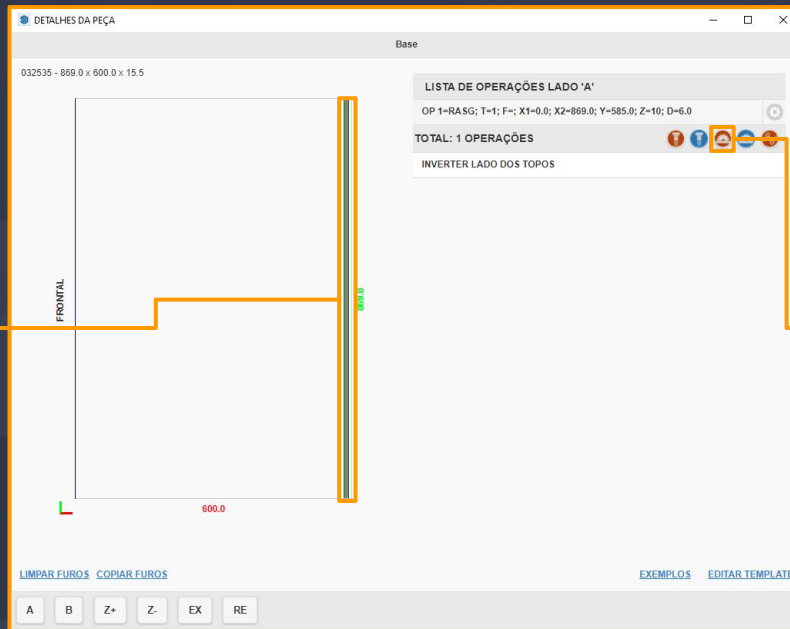 DETALHES DA PEÇA
Base
032535 - 869.0 x 600.0 x 15.5
LISTA DE OPERAÇÕES LADO 'A'
OP 1=RASG; T=1; F=; X1=0.0; X2=869.0; Y=585.0; Z=10; D=6.0
TOTAL: 1 OPERAÇÕES
INVERTER LADO DOS TOPOS
FRONTAL
869.0
600.0
LIMPAR FUROS COPIAR FUROS
EXEMPLOS EDITAR TEMPLATE
A B Z+ Z- EX RE